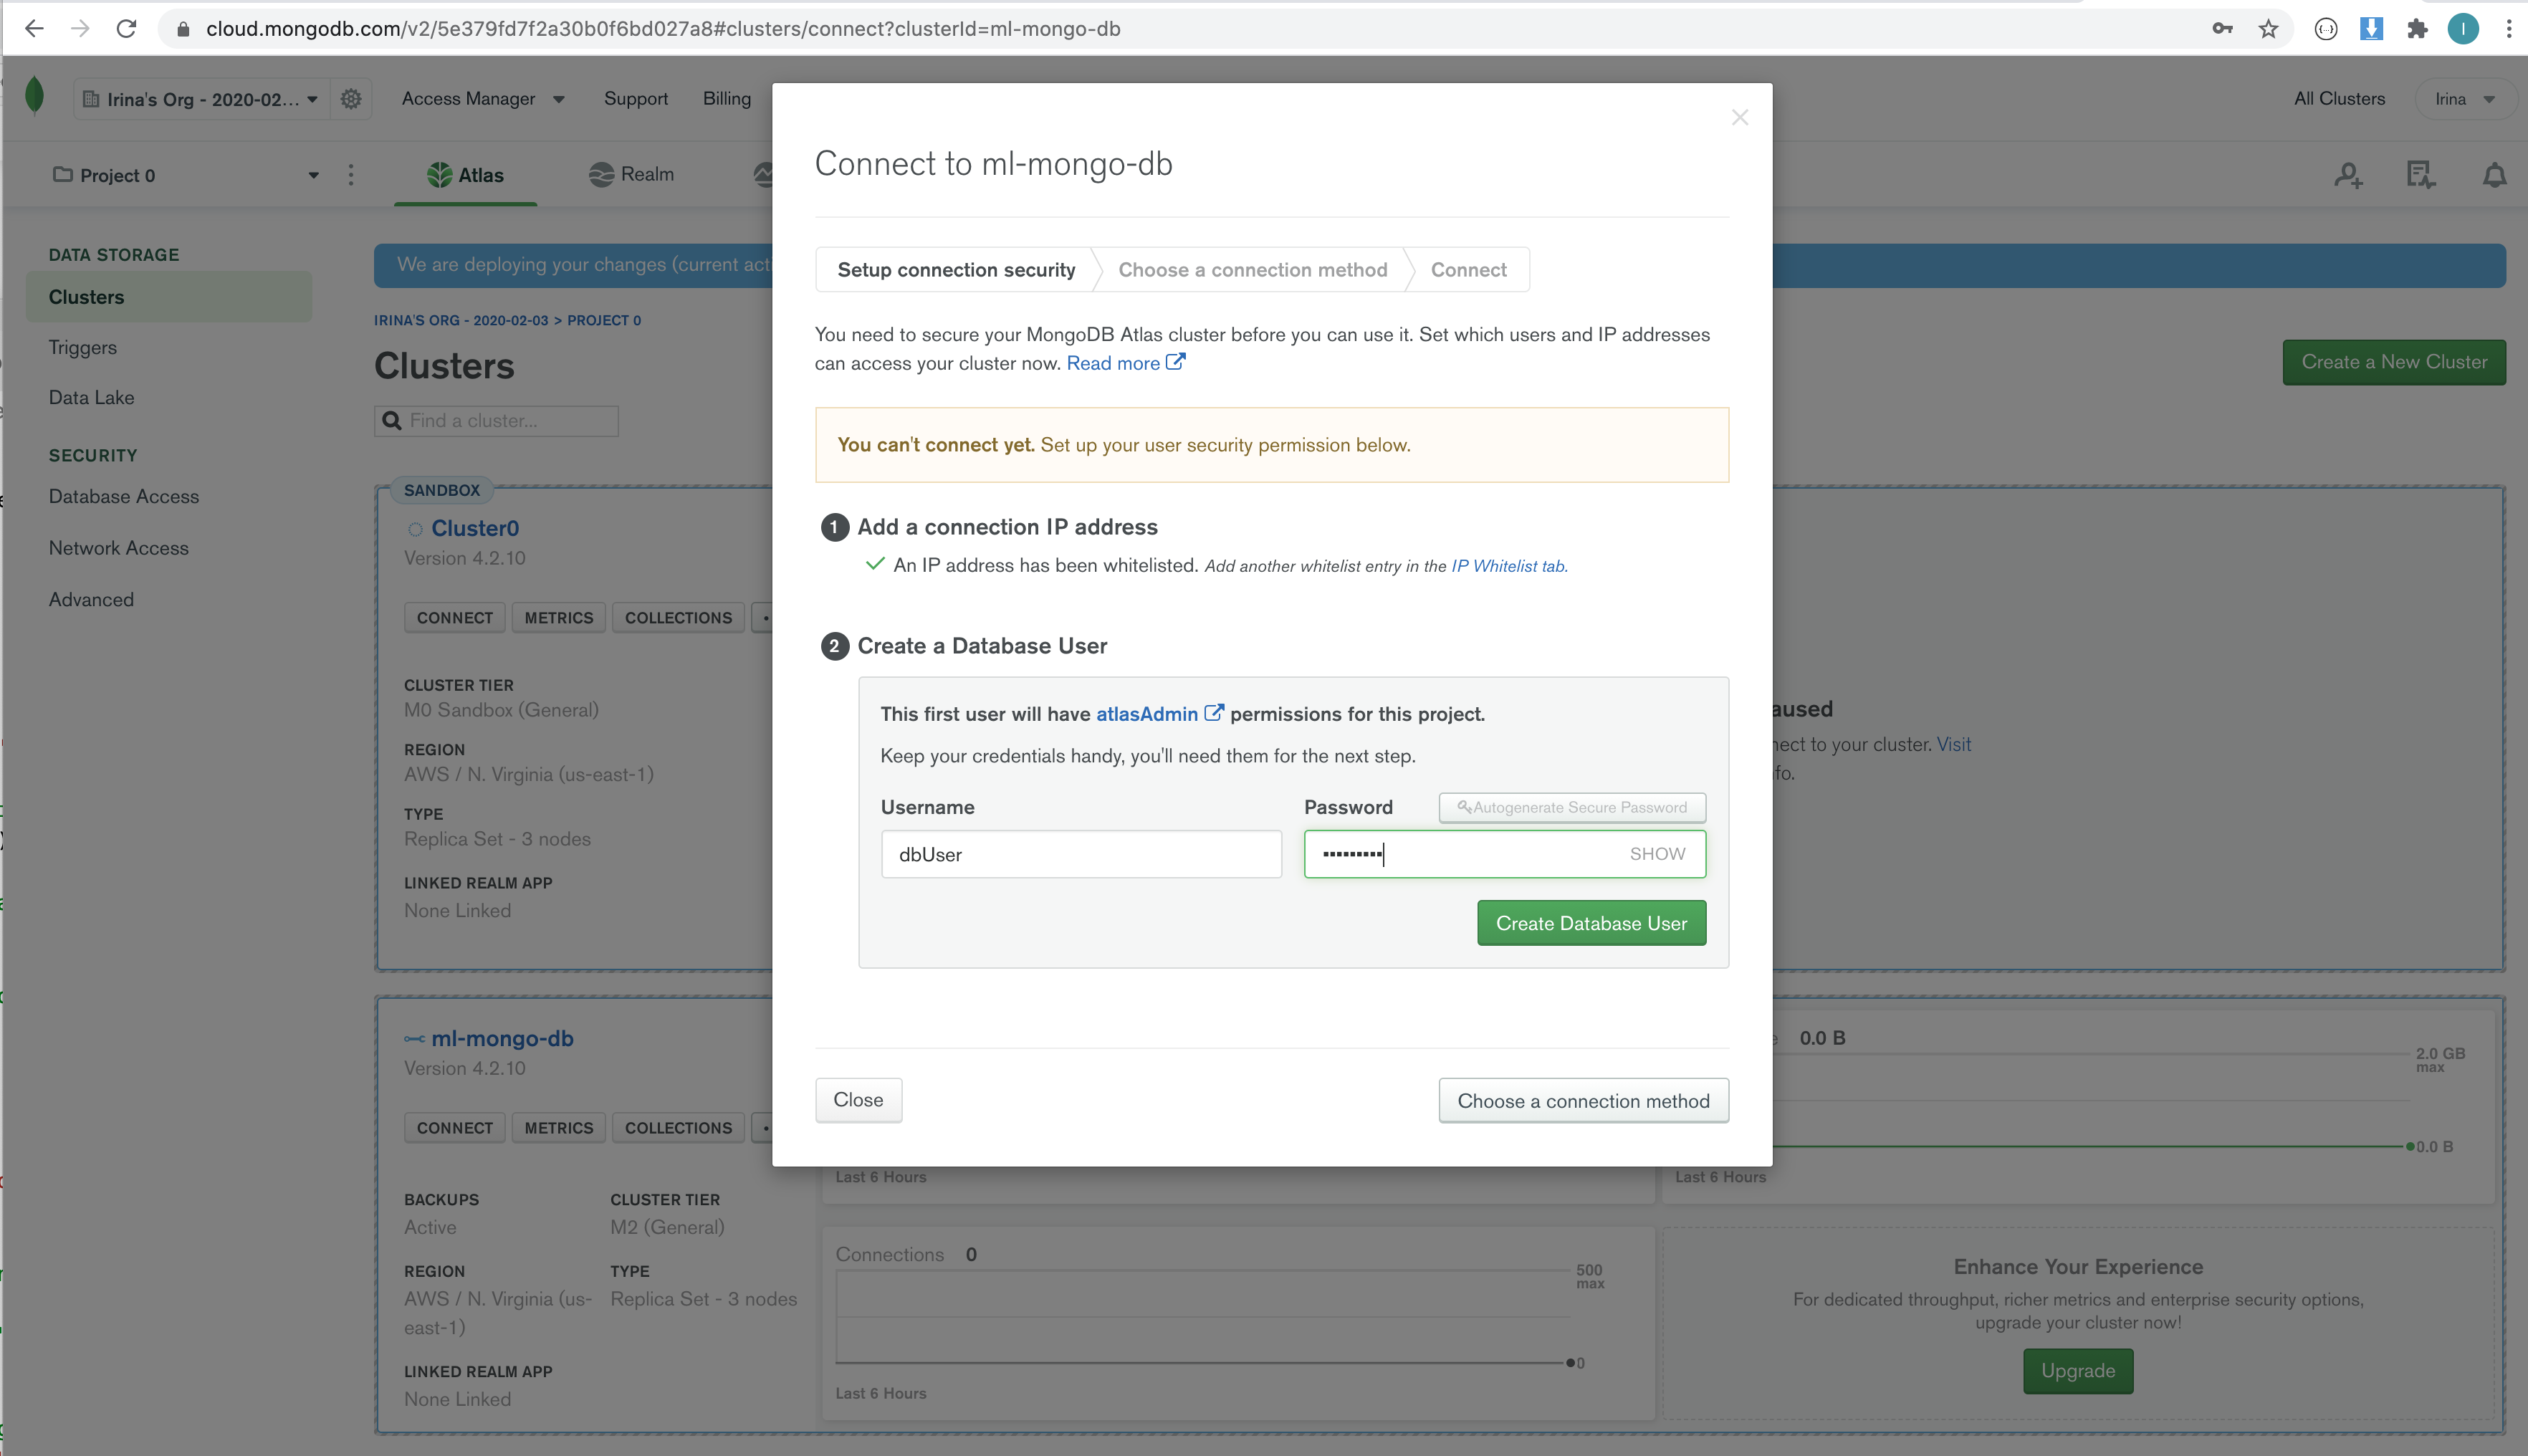 cloud.mongodb.com/v2/5e379fd7f2a30b0f6bd027a8#clusters/connect?clusterId=ml-mongo-db
I
Irina's Org - 2020-02...
Access Manager
Support
Billing
All Clusters
Irina
Project 0
Atlas
Realm
DATA STORAGE
Clusters
Triggers
Data Lake
SECURITY
Database Access
Network Access
Advanced
We are deploying your changes (current acti
IRINA'S ORG - 2020-02-03 > PROJECT 0
Clusters
Find a cluster...
Create a New Cluster
SANDBOX
Cluster0
Version 4.2.10
CONNECT
METRICS
COLLECTIONS
CLUSTER TIER
M0 Sandbox (General)
REGION
AWS / N. Virginia (us-east-1)
TYPE
Replica Set - 3 nodes
LINKED REALM APP
None Linked
aused
nect to your cluster. Visit
nfo.
ml-mongo-db
Version 4.2.10
CONNECT
METRICS
COLLECTIONS
BACKUPS
Active
CLUSTER TIER
M2 (General)
REGION
AWS / N. Virginia (us-
east-1)
TYPE
Replica Set - 3 nodes
LINKED REALM APP
None Linked
Connect to ml-mongo-db
Setup connection security
Choose a connection method
Connect
You need to secure your MongoDB Atlas cluster before you can use it. Set which users and IP addresses
can access your cluster now. Read more
You can't connect yet. Set up your user security permission below.
1 Add a connection IP address
An IP address has been whitelisted. Add another whitelist entry in the IP Whitelist tab.
2 Create a Database User
This first user will have atlasAdmin permissions for this project.
Keep your credentials handy, you'll need them for the next step.
Username
Password
Autogenerate Secure Password
dbUser
SHOW
Create Database User
Close
Choose a connection method
0.0 B
2.0 GB
max
0.0 B
Last 6 Hours
Last 6 Hours
Connections 0
500
max
0
Last 6 Hours
Enhance Your Experience
For dedicated throughput, richer metrics and enterprise security options,
upgrade your cluster now!
Upgrade